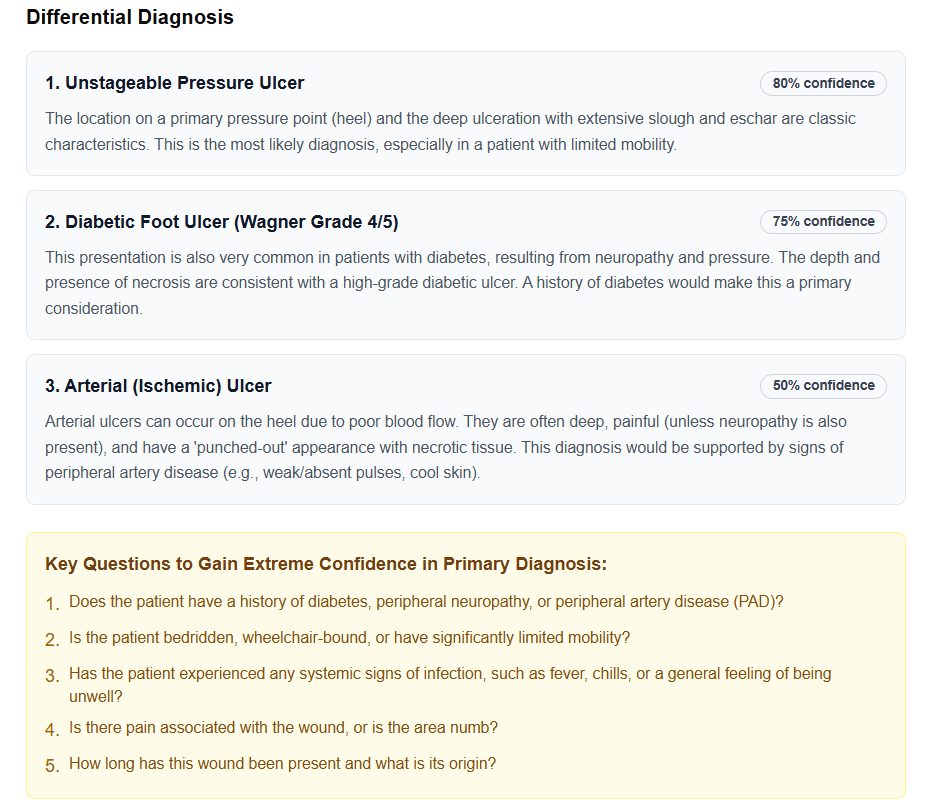 Differential Diagnosis
1. Unstageable Pressure Ulcer
80% confidence
The location on a primary pressure point (heel) and the deep ulceration with extensive slough and eschar are classic
characteristics. This is the most likely diagnosis, especially in a patient with limited mobility.
2. Diabetic Foot Ulcer (Wagner Grade 4/5)
75% confidence
This presentation is also very common in patients with diabetes, resulting from neuropathy and pressure. The depth and
presence of necrosis are consistent with a high-grade diabetic ulcer. A history of diabetes would make this a primary
consideration.
3. Arterial (Ischemic) Ulcer
50% confidence
Arterial ulcers can occur on the heel due to poor blood flow. They are often deep, painful (unless neuropathy is also
present), and have a 'punched-out' appearance with necrotic tissue. This diagnosis would be supported by signs of
peripheral artery disease (e.g., weak/absent pulses, cool skin).
Key Questions to Gain Extreme Confidence in Primary Diagnosis:
1. Does the patient have a history of diabetes, peripheral neuropathy, or peripheral artery disease (PAD)?
2. Is the patient bedridden, wheelchair-bound, or have significantly limited mobility?
3. Has the patient experienced any systemic signs of infection, such as fever, chills, or a general feeling of being
unwell?
4. Is there pain associated with the wound, or is the area numb?
5. How long has this wound been present and what is its origin?